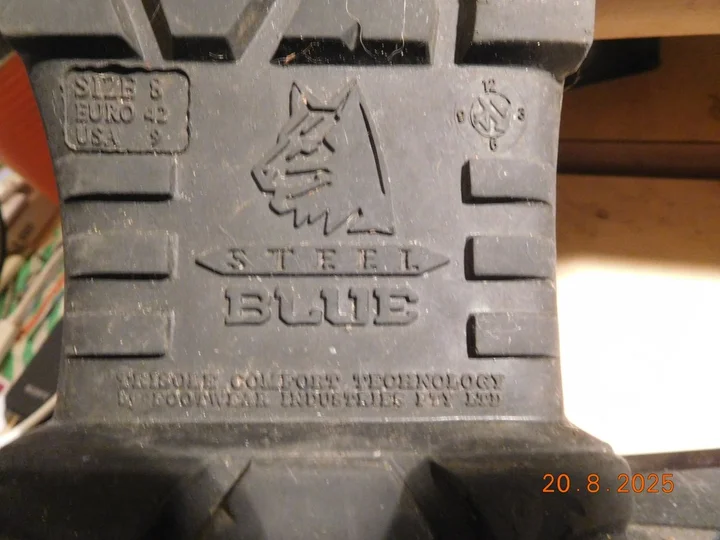 SIZE 8
EURO 42
USA 9
12
9 3
6
STEEL
BLUE
TRISOLE COMFORT TECHNOLOGY
BY FOOTWEAR INDUSTRIES PTY LTD
20.8.2025